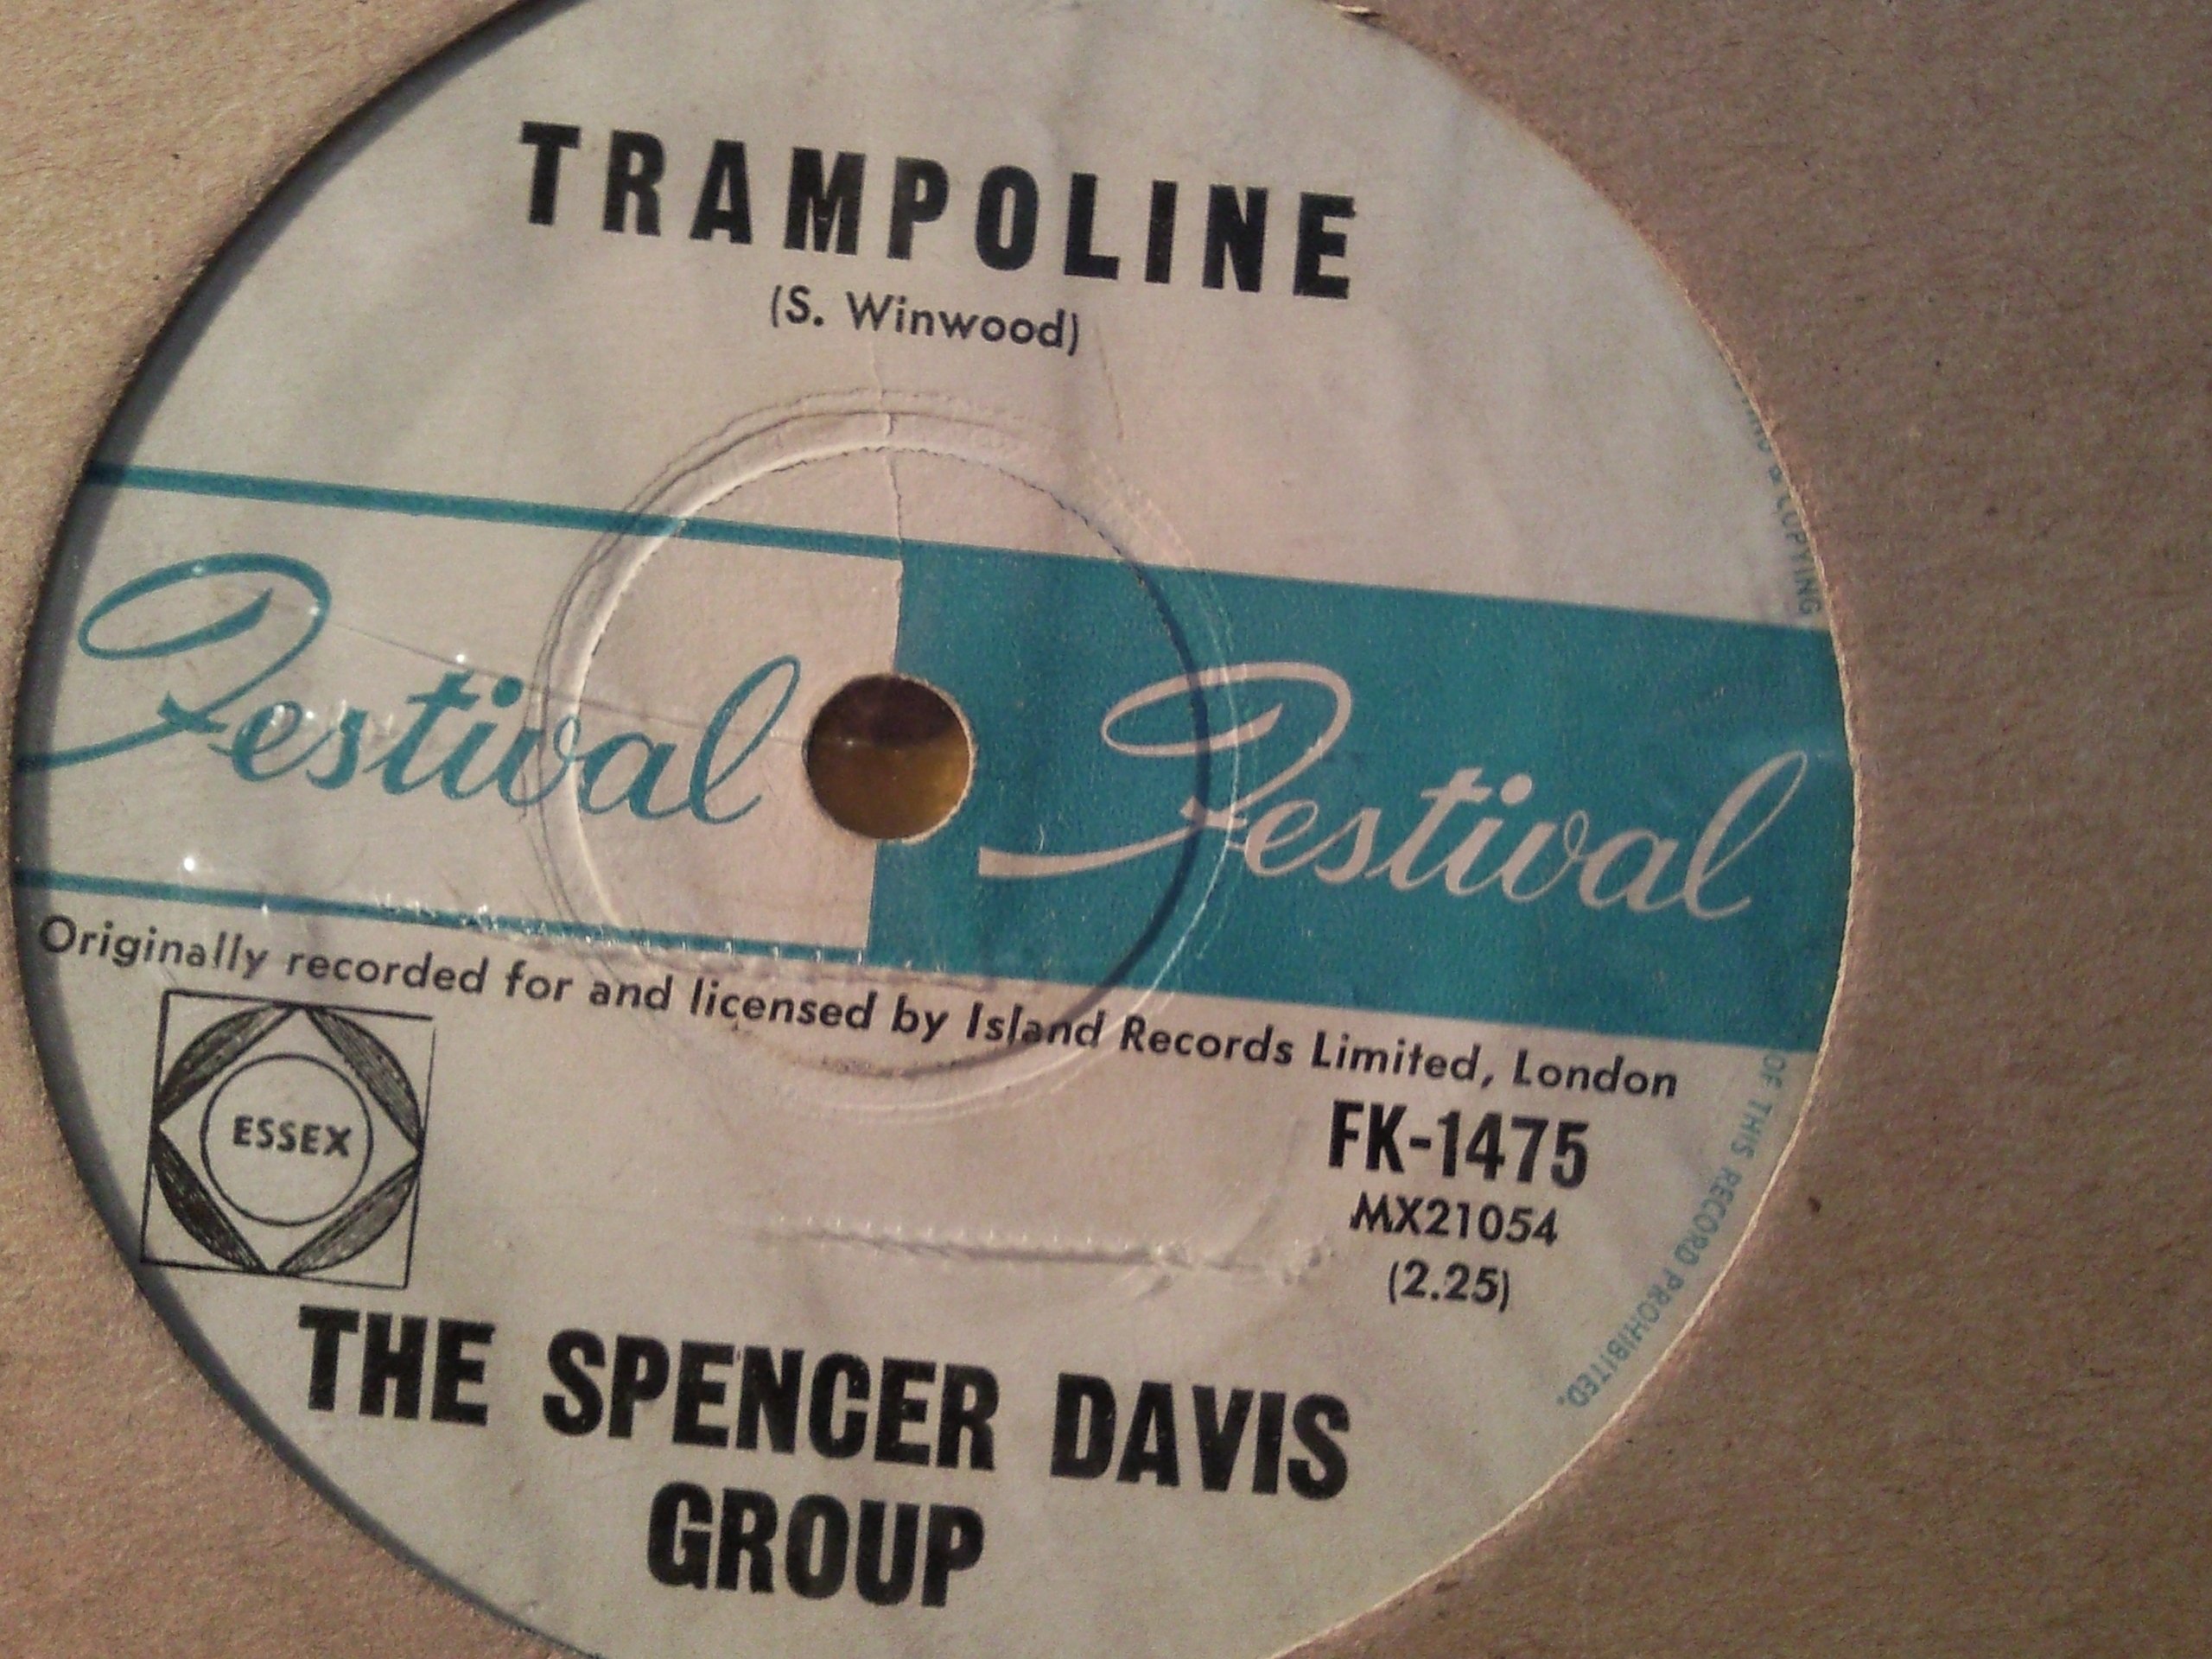 TRAMPOLINE
(S. Winwood)
COPYING
Festival Festival
Originally recorded for and licensed by Island Records Limited, London
ESSEX
FK-1475
MX21054
(2.25)
OF THIS RECORD PROHIBITED.
THE SPENCER DAVIS
GROUP